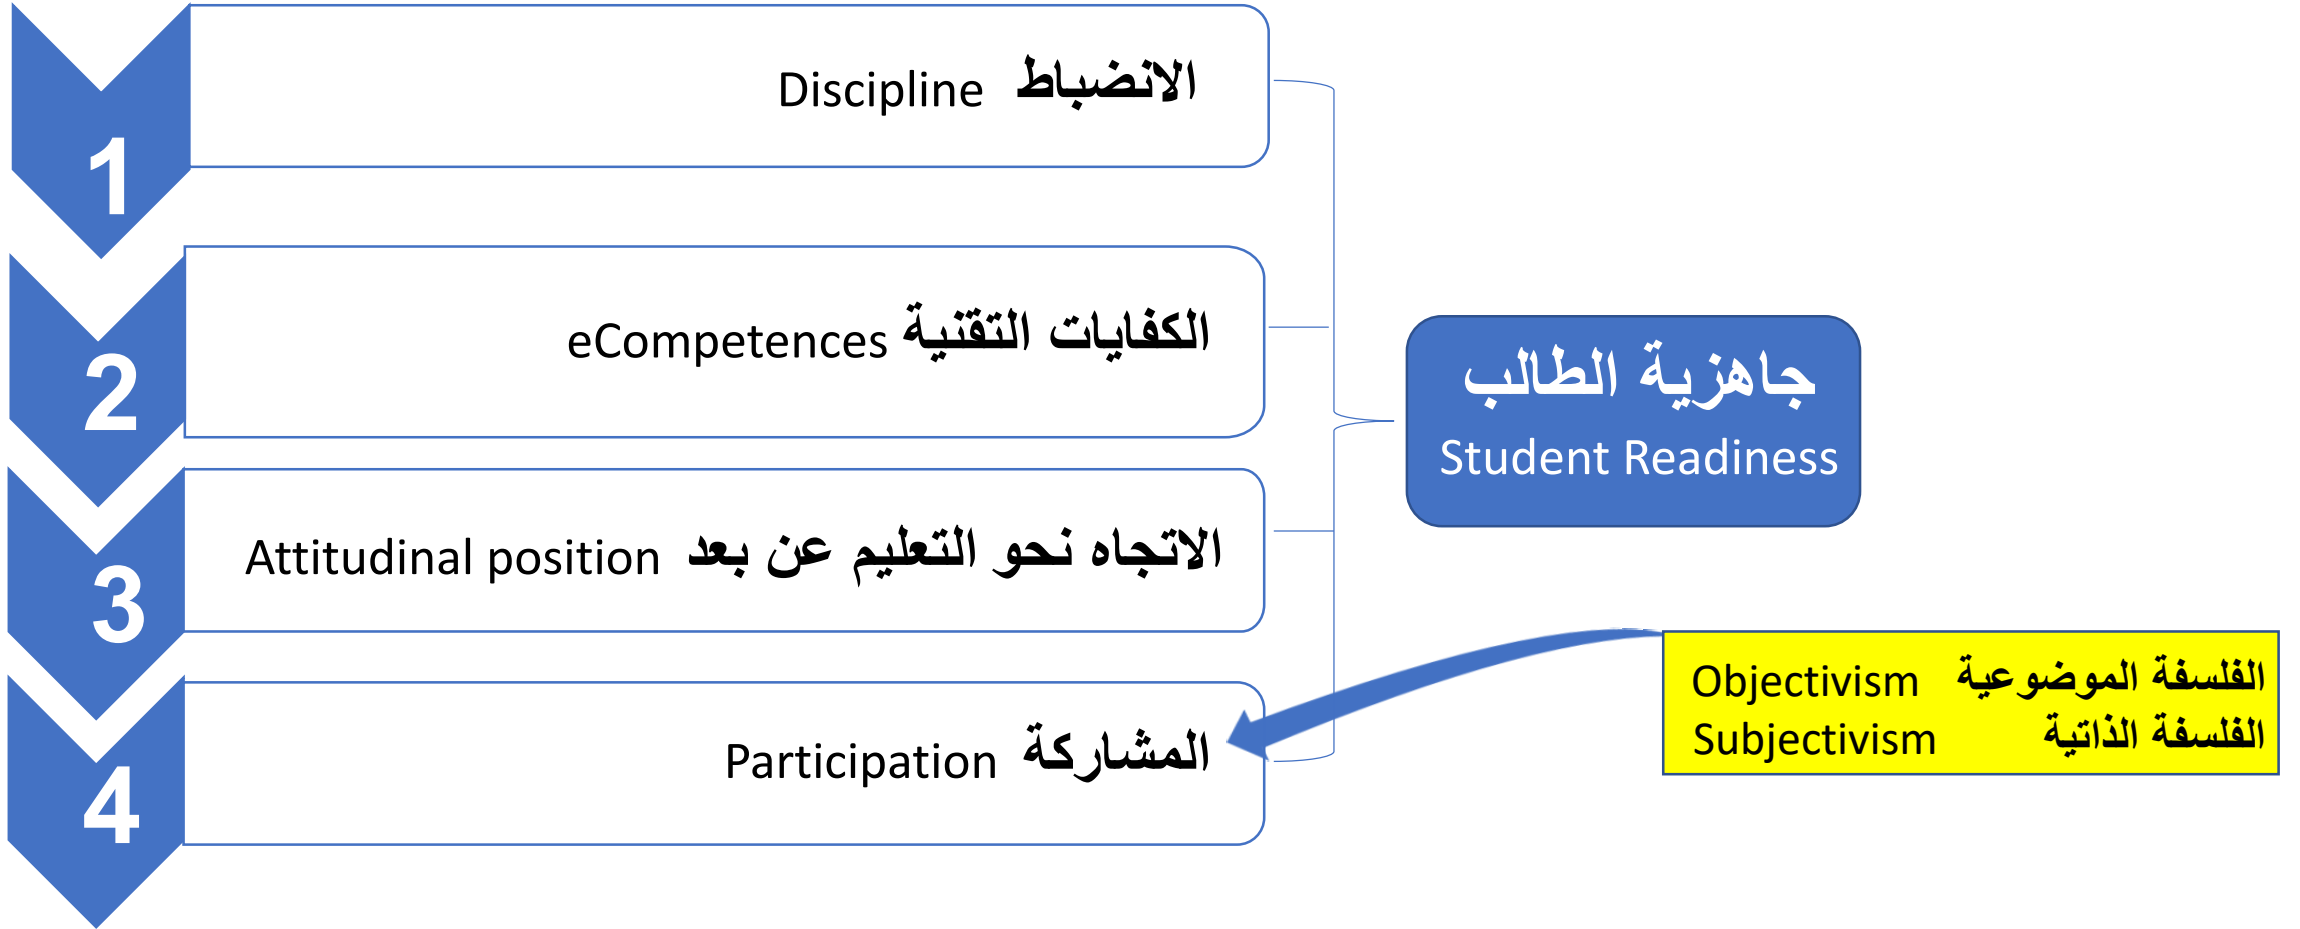 1
الانضباط Discipline
2
الكفايات التقنية eCompetences
3
الاتجاه نحو التعليم عن بعد Attitudinal position
4
المشاركة Participation
جاهزية الطالب
Student Readiness
الفلسفة الموضوعية Objectivism
الفلسفة الذاتية Subjectivism